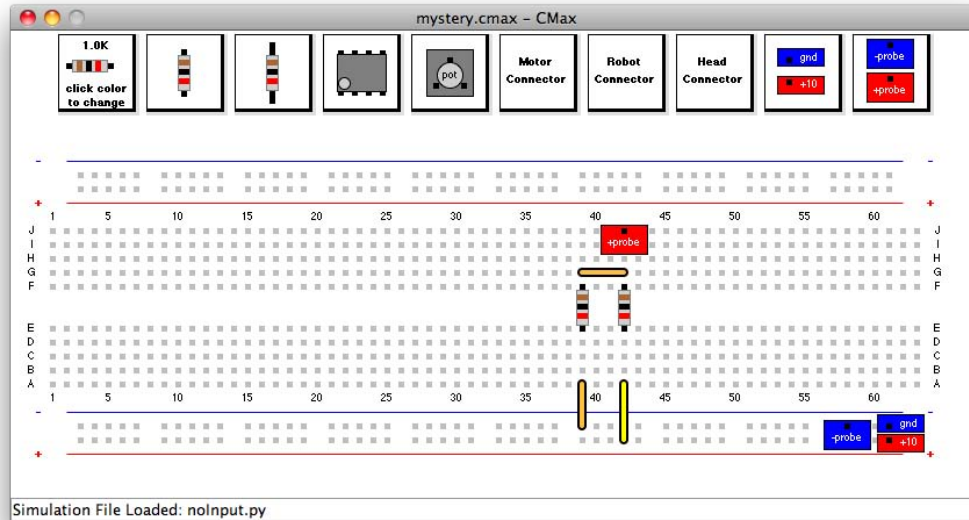 mystery.cmax - CMax
1.0K
click color
to change
pot
Motor
Connector
Robot
Connector
Head
Connector
gnd
+10
-probe
+probe
- -
+ +
1 5 10 15 20 25 30 35 40 45 50 55 60
J J
I +probe I
H H
G G
F F
E E
D D
C C
B B
A A
1 5 10 15 20 25 30 35 40 45 50 55 60
- -
gnd
-probe
+10
+ +
Simulation File Loaded: noInput.py